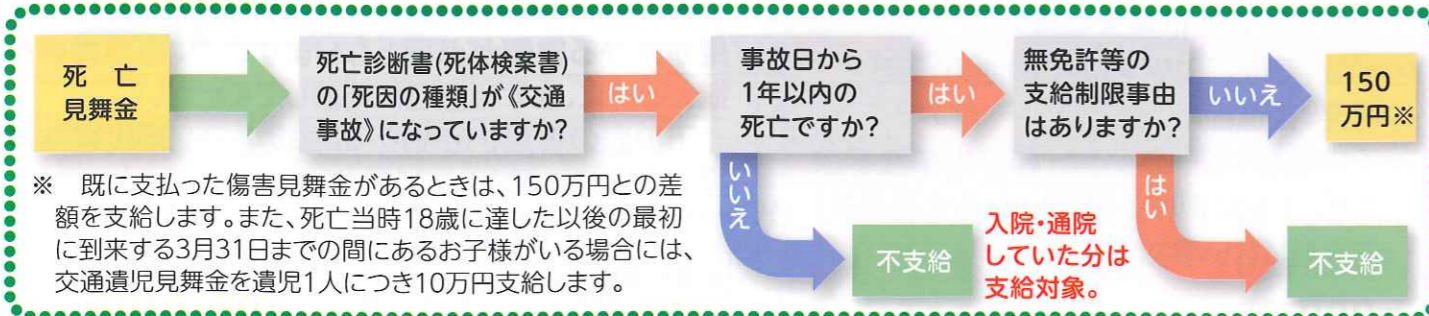 死　亡
見舞金
死亡診断書(死体検案書)
の「死因の種類」が《交通
事故》になっていますか?
はい
事故日から
1年以内の
死亡ですか?
はい
無免許等の
支給制限事由
はありますか?
いいえ
150
万円※
いいえ
不支給
入院・通院
していた分は
支給対象。
はい
不支給
※　既に支払った傷害見舞金があるときは、150万円との差
額を支給します。また、死亡当時18歳に達した以後の最初
に到来する3月31日までの間にあるお子様がいる場合には、
交通遺児見舞金を遺児1人につき10万円支給します。